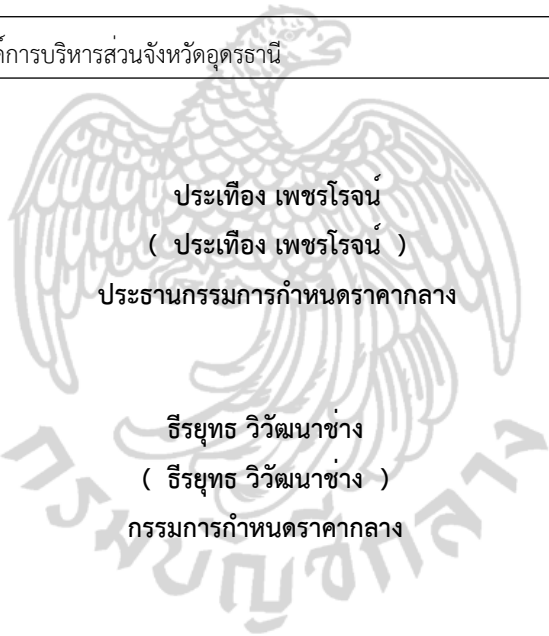 การบริหารส่วนจังหวัดอุดรธานี
ประเทือง เพชรโรจน์
( ประเทือง เพชรโรจน์ )
ประธานกรรมการกำหนดราคากลาง
ธีรยุทธ วิวัฒนาช่าง
( ธีรยุทธ วิวัฒนาช่าง )
กรรมการกำหนดราคากลาง
กรมบัญชีกลาง